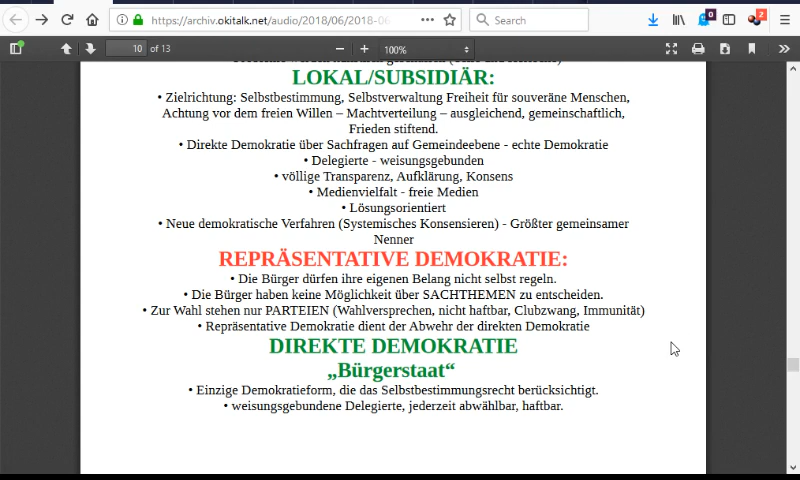 https://archiv.okitalk.net/audio/2018/06/2018-06
Search
0
2
10 of 13
100%
LOKAL/SUBSIDIÄR:
• Zielrichtung: Selbstbestimmung, Selbstverwaltung Freiheit für souveräne Menschen,
Achtung vor dem freien Willen – Machtverteilung – ausgleichend, gemeinschaftlich,
Frieden stiftend.
• Direkte Demokratie über Sachfragen auf Gemeindeebene - echte Demokratie
• Delegierte - weisungsgebunden
• völlige Transparenz, Aufklärung, Konsens
• Medienvielfalt - freie Medien
• Lösungsorientiert
• Neue demokratische Verfahren (Systemisches Konsensieren) - Größter gemeinsamer
Nenner
REPRÄSENTATIVE DEMOKRATIE:
• Die Bürger dürfen ihre eigenen Belang nicht selbst regeln.
• Die Bürger haben keine Möglichkeit über SACHTHEMEN zu entscheiden.
• Zur Wahl stehen nur PARTEIEN (Wahlversprechen, nicht haftbar, Clubzwang, Immunität)
• Repräsentative Demokratie dient der Abwehr der direkten Demokratie
DIREKTE DEMOKRATIE
„Bürgerstaat“
• Einzige Demokratieform, die das Selbstbestimmungsrecht berücksichtigt.
• weisungsgebundene Delegierte, jederzeit abwählbar, haftbar.